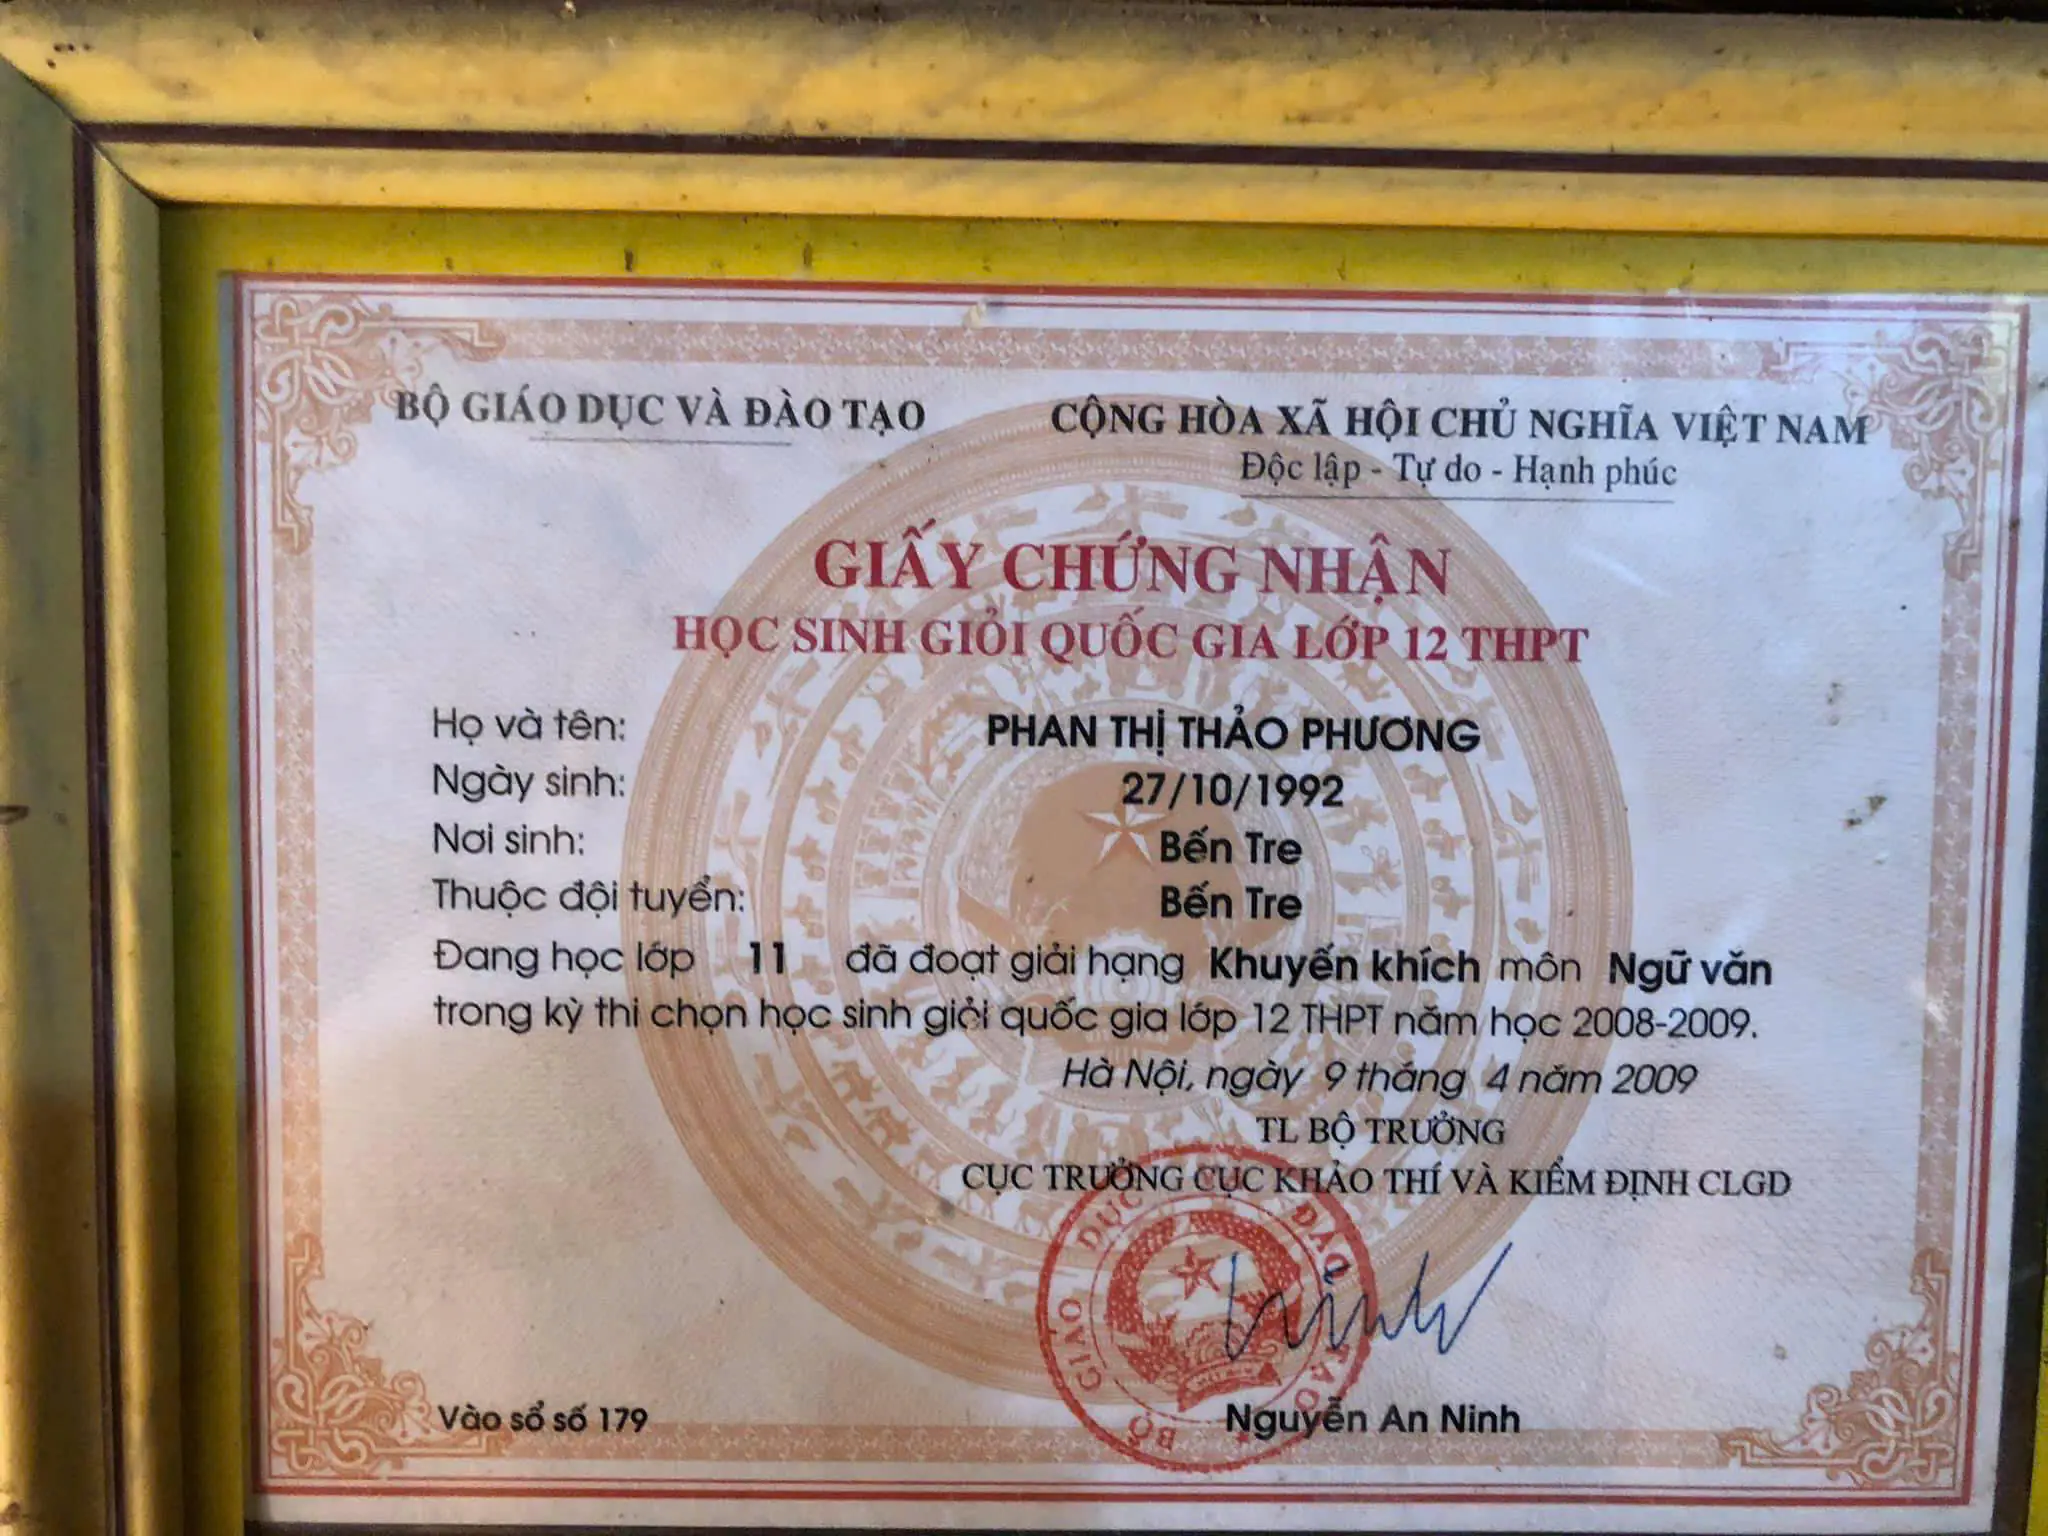 BỘ GIÁO DỤC VÀ ĐÀO TẠO
CỘNG HÒA XÃ HỘI CHỦ NGHĨA VIỆT NAM
Độc lập - Tự do - Hạnh phúc
GIẤY CHỨNG NHẬN
HỌC SINH GIỎI QUỐC GIA LỚP 12 THPT
Họ và tên: PHAN THỊ THẢO PHƯƠNG
Ngày sinh: 27/10/1992
Nơi sinh: Bến Tre
Thuộc đội tuyển: Bến Tre
Đang học lớp 11 đã đoạt giải hạng Khuyến khích môn Ngữ văn
trong kỳ thi chọn học sinh giỏi quốc gia lớp 12 THPT năm học 2008-2009.
Hà Nội, ngày 9 tháng 4 năm 2009
TL BỘ TRƯỞNG
CỤC TRƯỞNG CỤC KHẢO THÍ VÀ KIỂM ĐỊNH CLGD
BỘ GIÁO DỤC ĐÀO TẠO
Vào sổ số 179
Nguyễn An Ninh